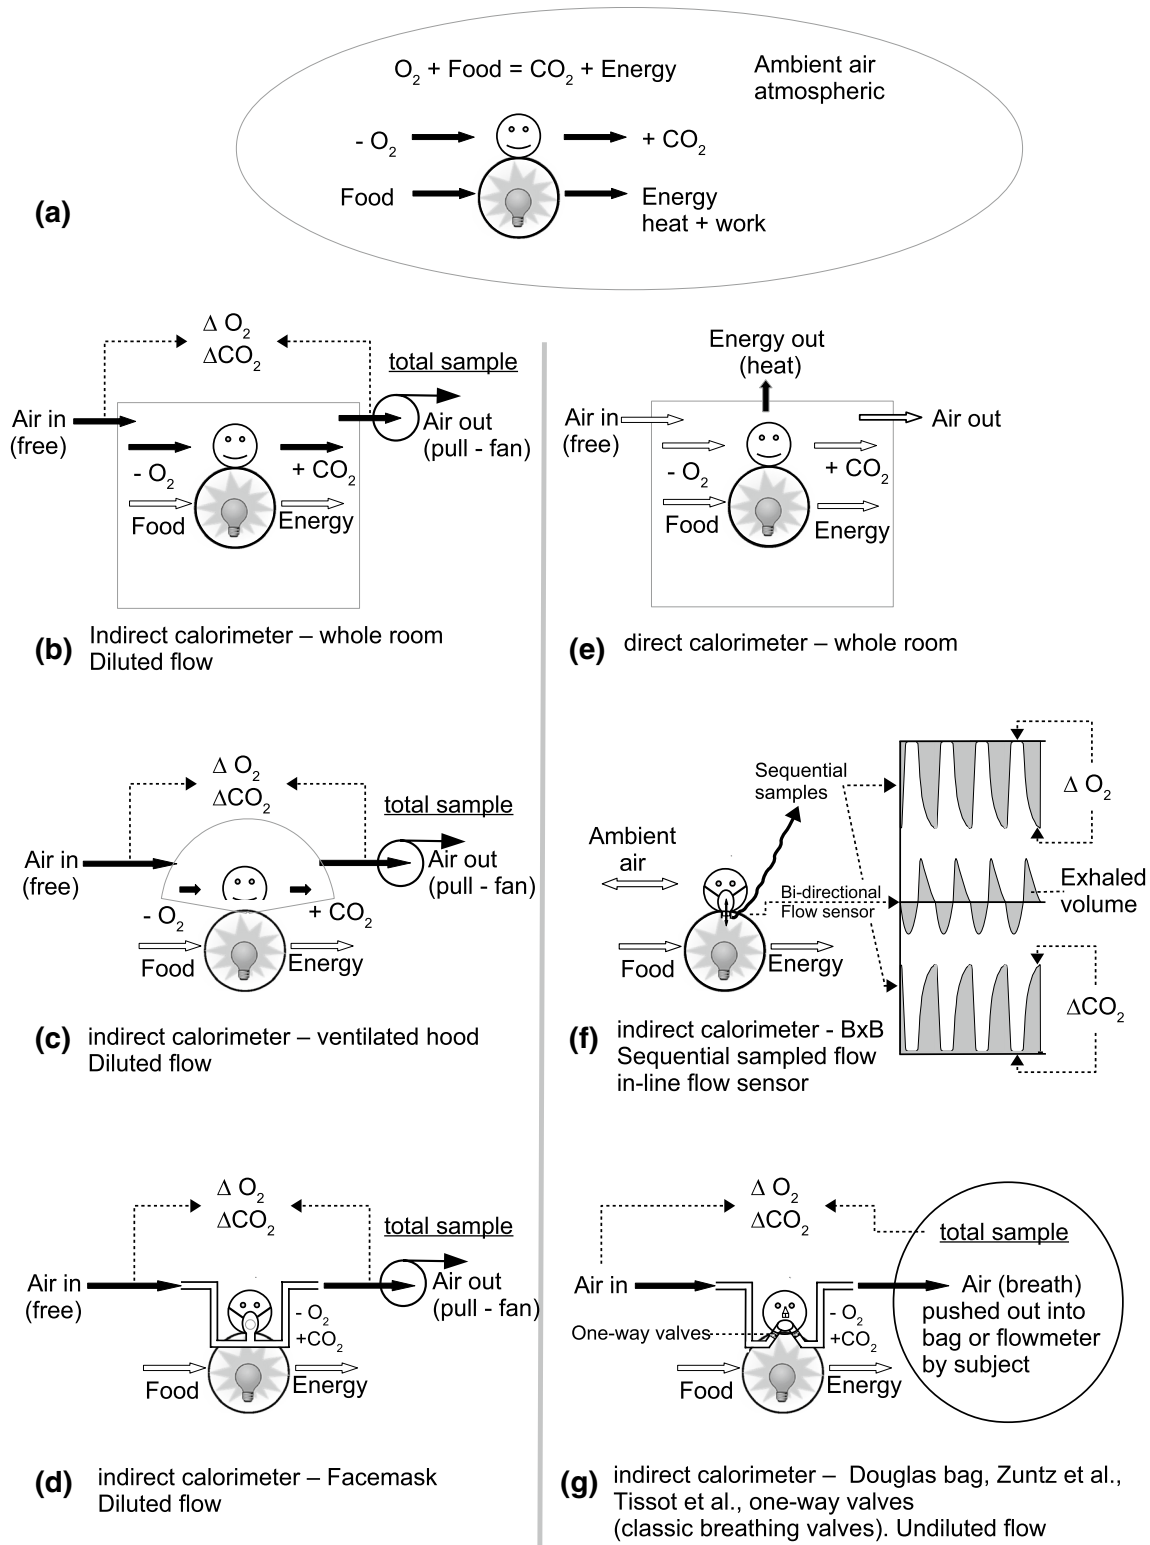 O2 + Food = CO2 + Energy
Ambient air
atmospheric
- O2
+ CO2
Food
Energy
heat + work
(a)
Δ O2
ΔCO2
total sample
Air in
(free)
Air out
(pull - fan)
- O2
+ CO2
Food
Energy
(b)
Indirect calorimeter – whole room
Diluted flow
Energy out
(heat)
Air in
(free)
Air out
- O2
+ CO2
Food
Energy
(e)
direct calorimeter – whole room
Δ O2
ΔCO2
total sample
Air in
(free)
Air out
(pull - fan)
- O2
+ CO2
Food
Energy
(c)
indirect calorimeter – ventilated hood
Diluted flow
Sequential
samples
Δ O2
Ambient
air
Bi-directional
Flow sensor
Exhaled
volume
Food
Energy
ΔCO2
(f)
indirect calorimeter - BxB
Sequential sampled flow
in-line flow sensor
Δ O2
ΔCO2
total sample
Air in
(free)
Air out
(pull - fan)
- O2
+CO2
Food
Energy
(d)
indirect calorimeter – Facemask
Diluted flow
Δ O2
ΔCO2
total sample
Air in
Air (breath)
pushed out into
bag or flowmeter
by subject
- O2
+CO2
One-way valves
Food
Energy
(g)
indirect calorimeter – Douglas bag, Zuntz et al.,
Tissot et al., one-way valves
(classic breathing valves). Undiluted flow